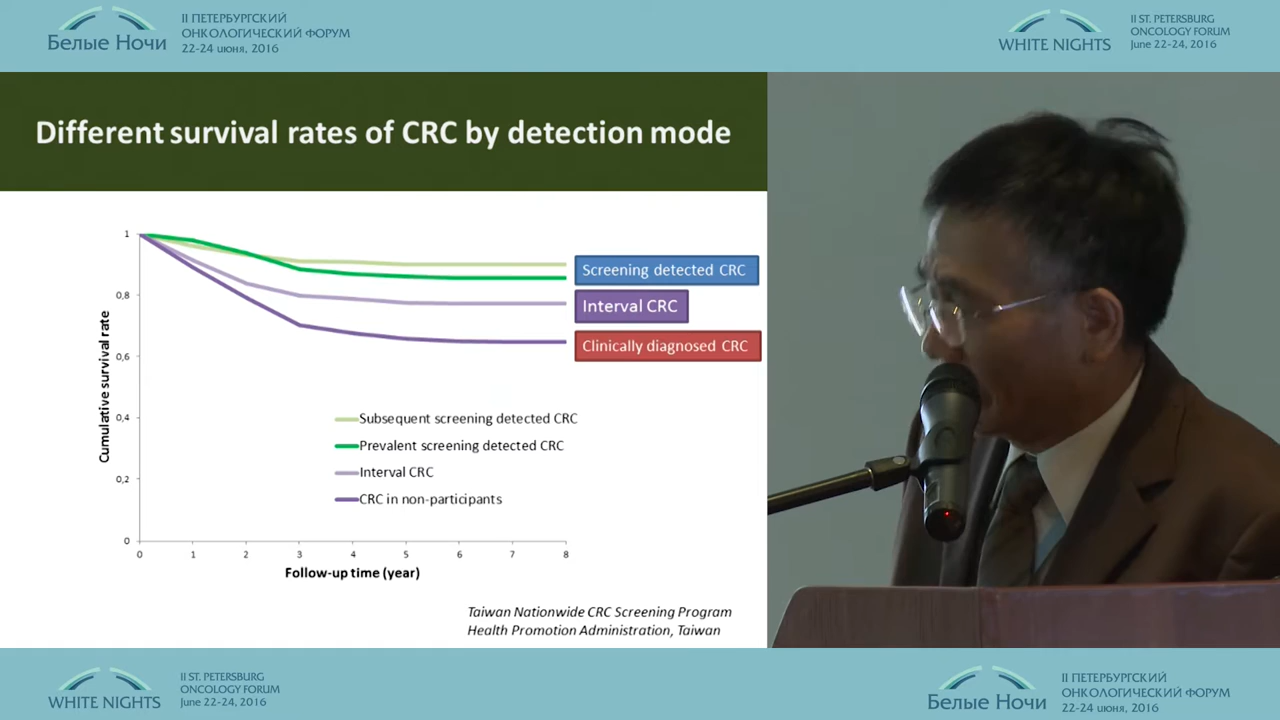 Белые Ночи
II ПЕТЕРБУРГСКИЙ
ОНКОЛОГИЧЕСКИЙ ФОРУМ
22-24 июня, 2016
WHITE NIGHTS
II ST. PETERSBURG
ONCOLOGY FORUM
June 22-24, 2016
Different survival rates of CRC by detection mode
Cumulative survival rate
1
0,8
0,6
0,4
0,2
0
0 1 2 3 4 5 6 7 8
Follow-up time (year)
Screening detected CRC
Interval CRC
Clinically diagnosed CRC
Subsequent screening detected CRC
Prevalent screening detected CRC
Interval CRC
CRC in non-participants
Taiwan Nationwide CRC Screening Program
Health Promotion Administration, Taiwan
WHITE NIGHTS
II ST. PETERSBURG
ONCOLOGY FORUM
June 22-24, 2016
Белые Ночи
II ПЕТЕРБУРГСКИЙ
ОНКОЛОГИЧЕСКИЙ ФОРУМ
22-24 июня, 2016